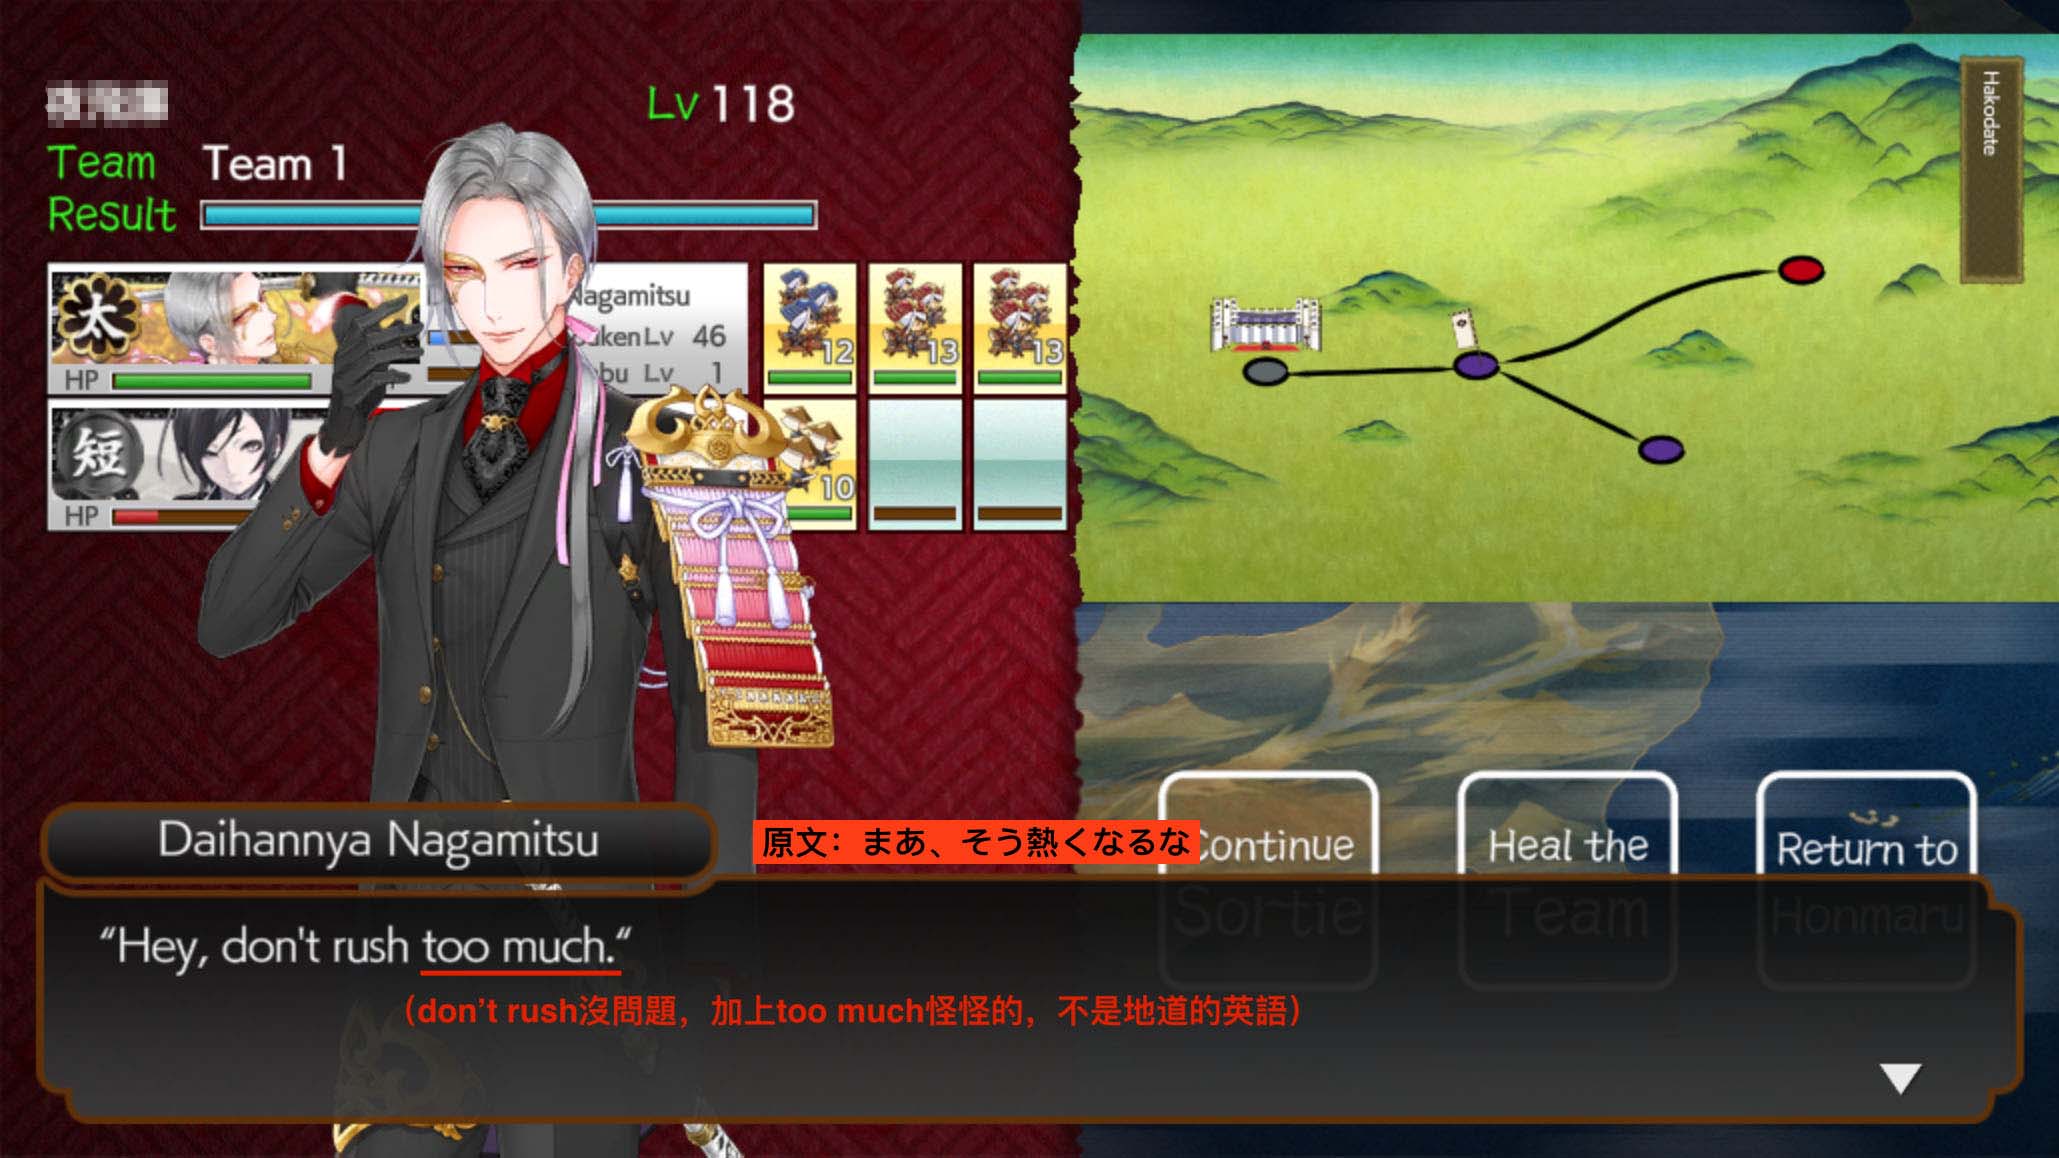 Lv 118
Team Team 1
Result
太
Nagamitsu
Lv 46
Lv 1
HP
12
13
13
短
HP
10
Hakodate
Daihannya Nagamitsu
原文：まあ、そう熱くなるな
Continue
Sortie
Heal the
Team
Return to
Honmaru
“Hey, don't rush too much.“
（don’t rush沒問題，加上too much怪怪的，不是地道的英語）